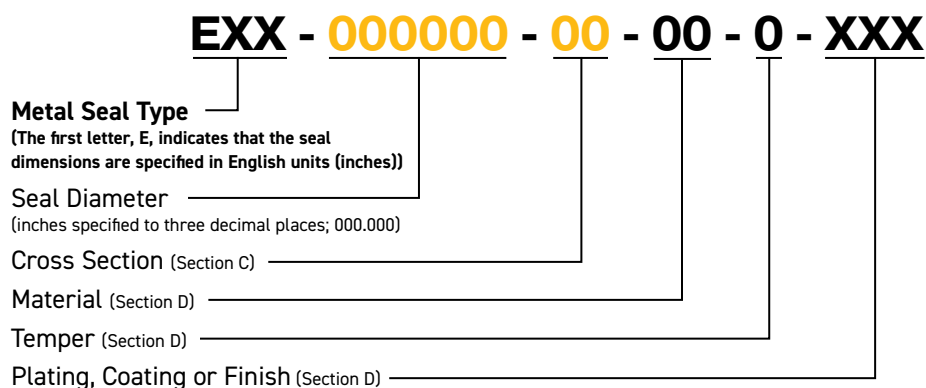 EXX - 000000 - 00 - 00 - 0 - XXX
Metal Seal Type
(The first letter, E, indicates that the seal
dimensions are specified in English units (inches))
Seal Diameter
(inches specified to three decimal places; 000.000)
Cross Section (Section C)
Material (Section D)
Temper (Section D)
Plating, Coating or Finish (Section D)